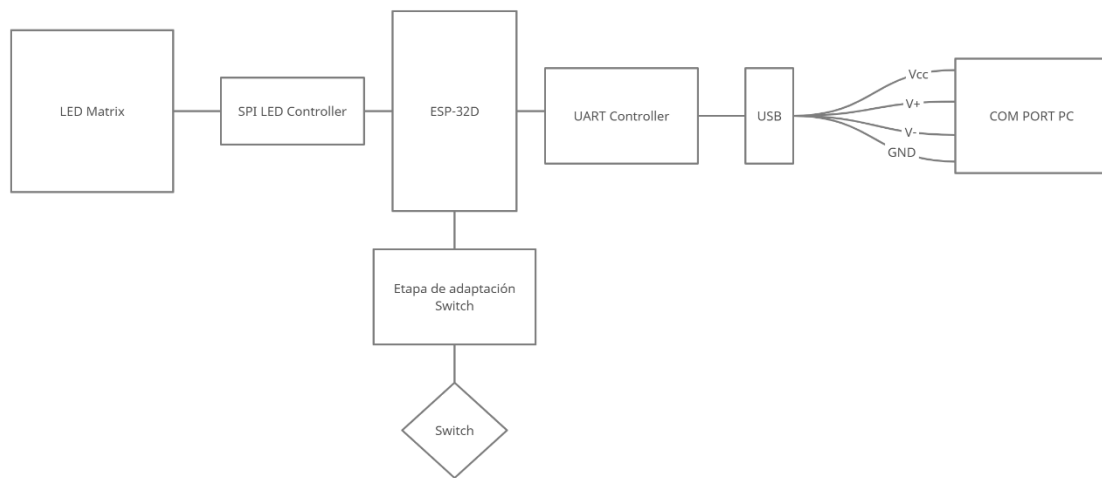 LED Matrix
SPI LED Controller
ESP-32D
UART Controller
USB
Vcc
V+
V-
GND
COM PORT PC
Etapa de adaptación
Switch
Switch